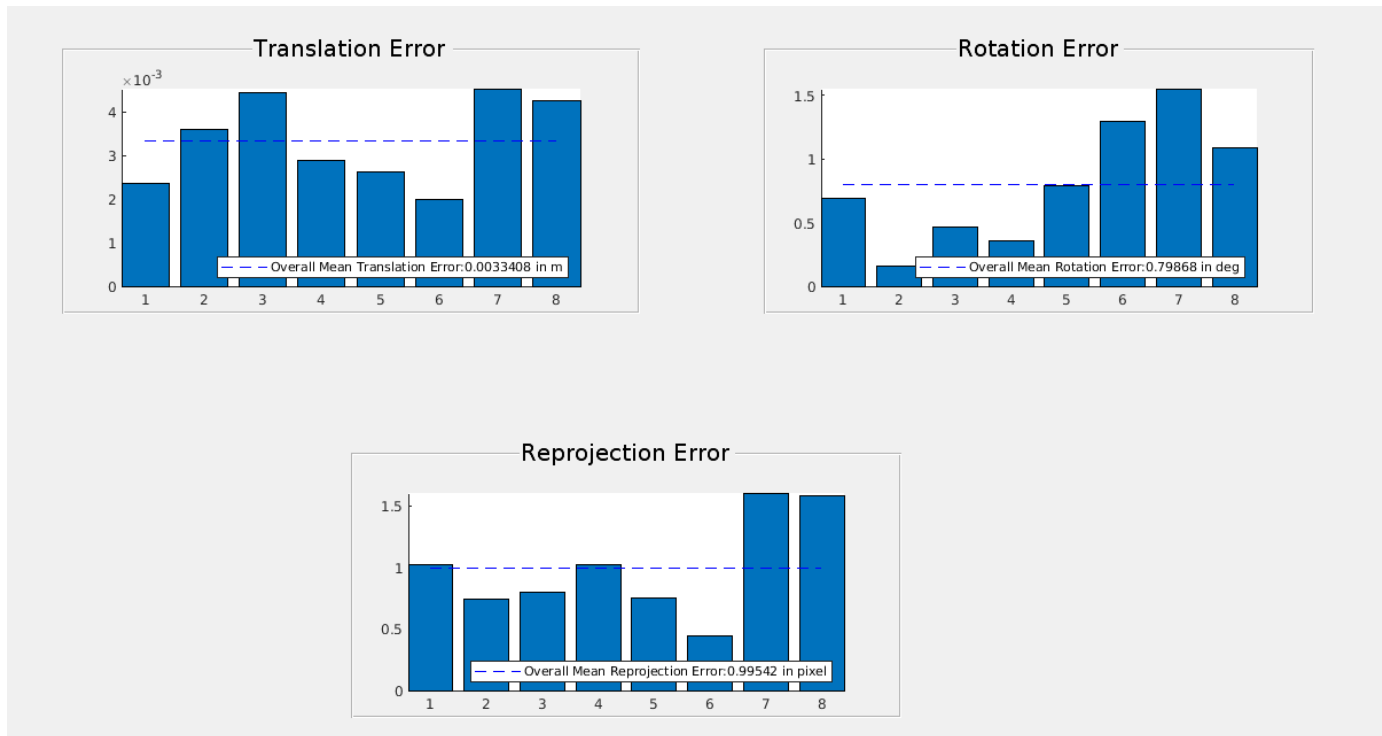 Translation Error
×10-3
4
3
2
1
0
1 2 3 4 5 6 7 8
Overall Mean Translation Error:0.0033408 in m
Rotation Error
1.5
1
0.5
0
1 2 3 4 5 6 7 8
Overall Mean Rotation Error:0.79868 in deg
Reprojection Error
1.5
1
0.5
0
1 2 3 4 5 6 7 8
Overall Mean Reprojection Error:0.99542 in pixel